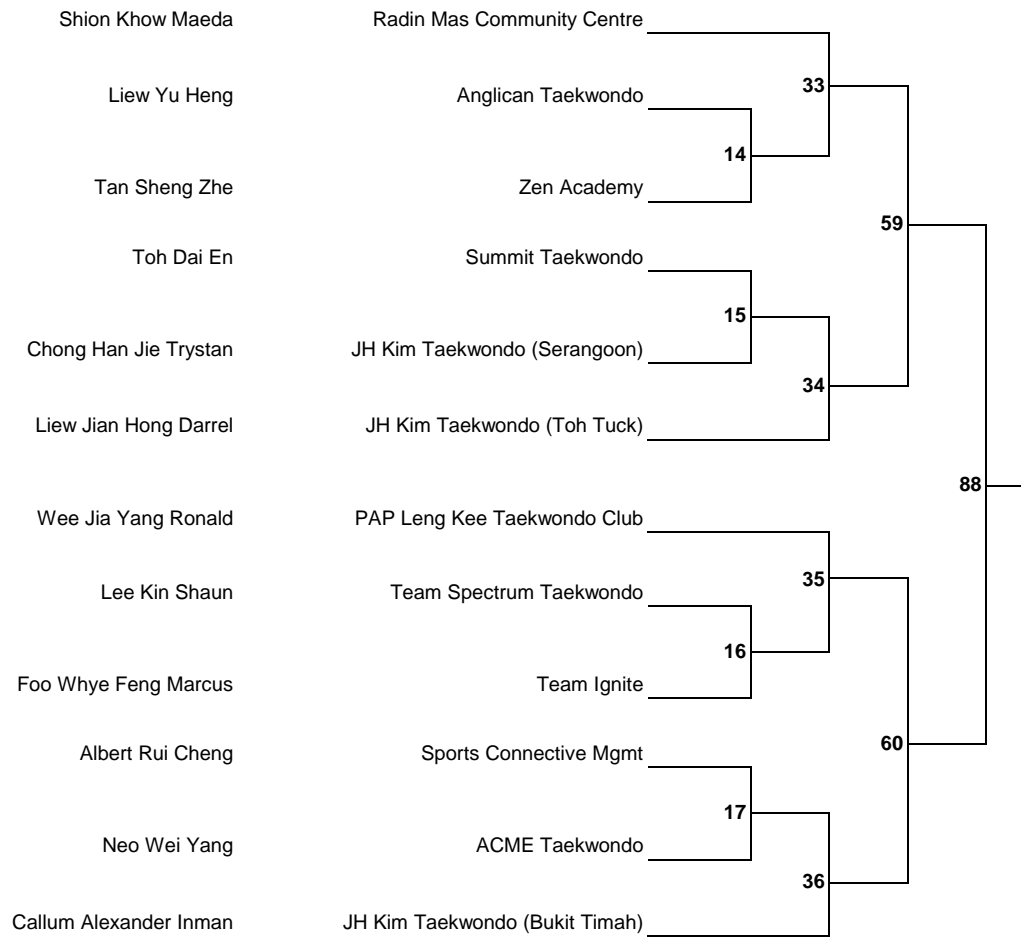 Shion Khow Maeda Radin Mas Community Centre
33
Liew Yu Heng Anglican Taekwondo
14
Tan Sheng Zhe Zen Academy
59
Toh Dai En Summit Taekwondo
15
Chong Han Jie Trystan JH Kim Taekwondo (Serangoon)
34
Liew Jian Hong Darrel JH Kim Taekwondo (Toh Tuck)
88
Wee Jia Yang Ronald PAP Leng Kee Taekwondo Club
35
Lee Kin Shaun Team Spectrum Taekwondo
16
Foo Whye Feng Marcus Team Ignite
60
Albert Rui Cheng Sports Connective Mgmt
17
Neo Wei Yang ACME Taekwondo
36
Callum Alexander Inman JH Kim Taekwondo (Bukit Timah)